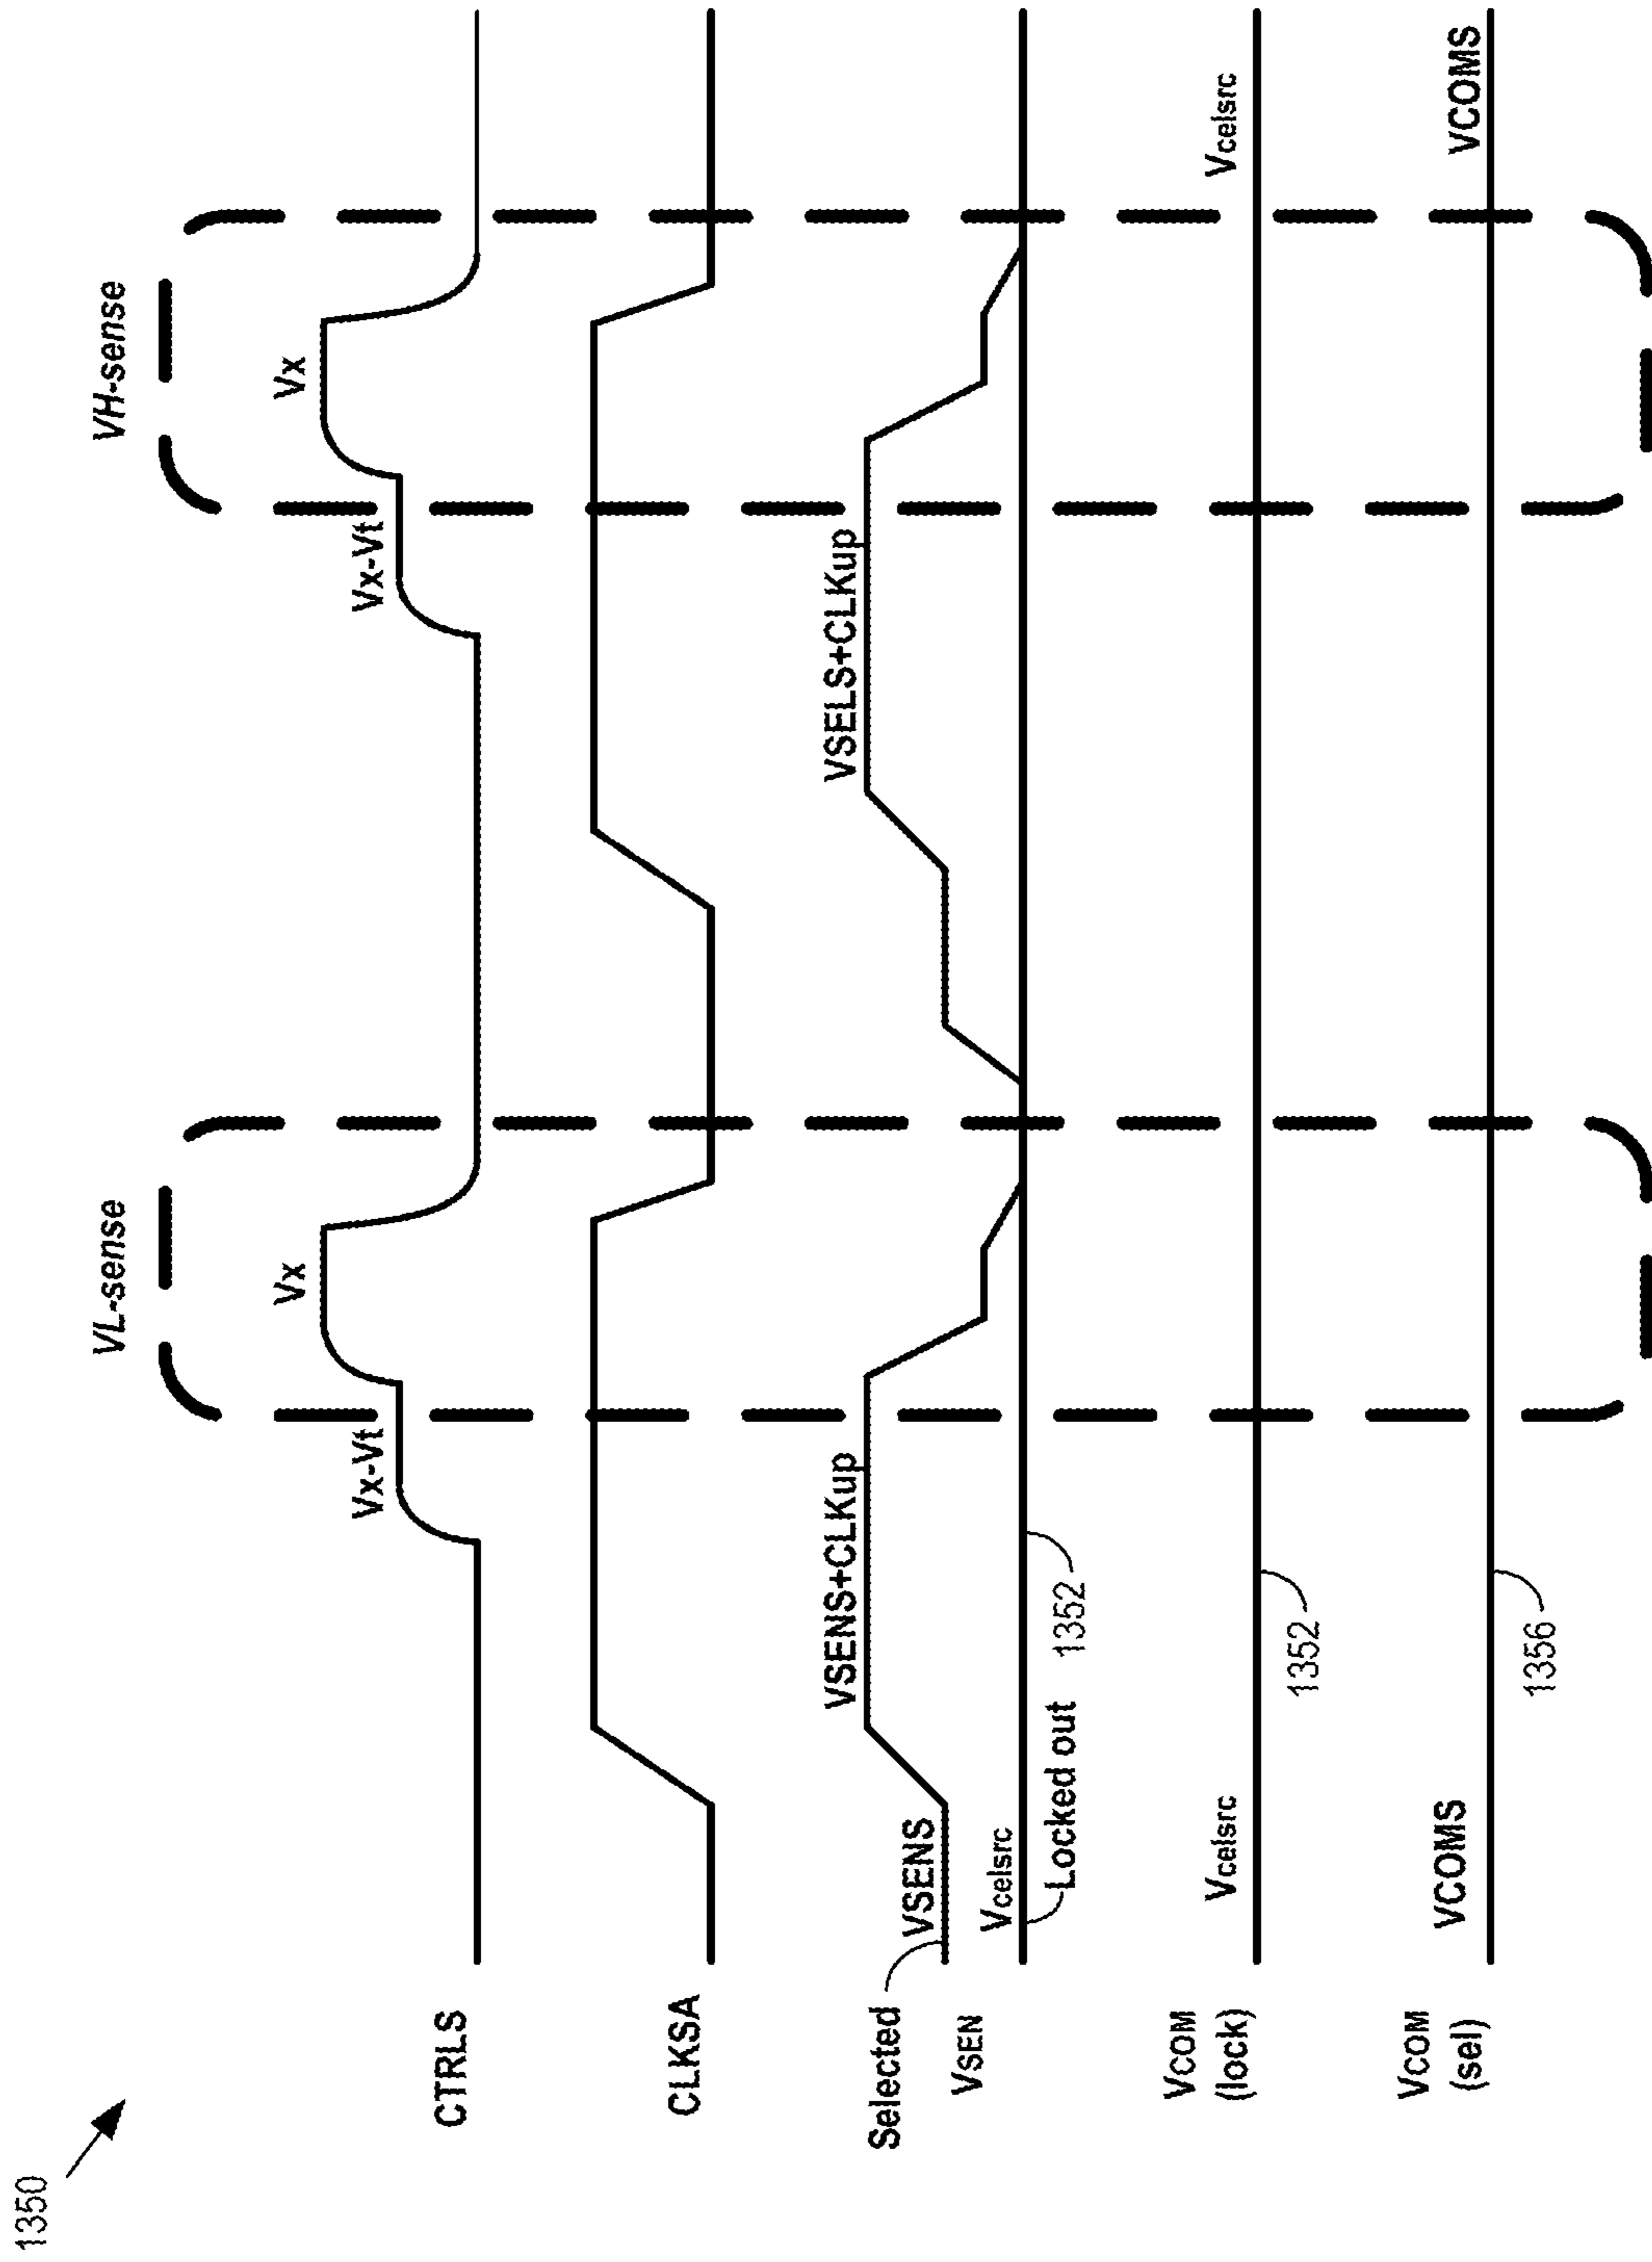 1350
VL-sense
VH-sense
Vx
Vx
Vx-Vt
Vx-Vt
CTRLS
CLKSA
VSENS+CLKup
VSELS+CLKup
Selected
VSENS
VSEN
Vcelsrc
Locked out
1352
VCOM
(lock)
Vcelsrc
1352
Vcelsrc
VCOM
(sel)
VCOMS
1356
VCOMS